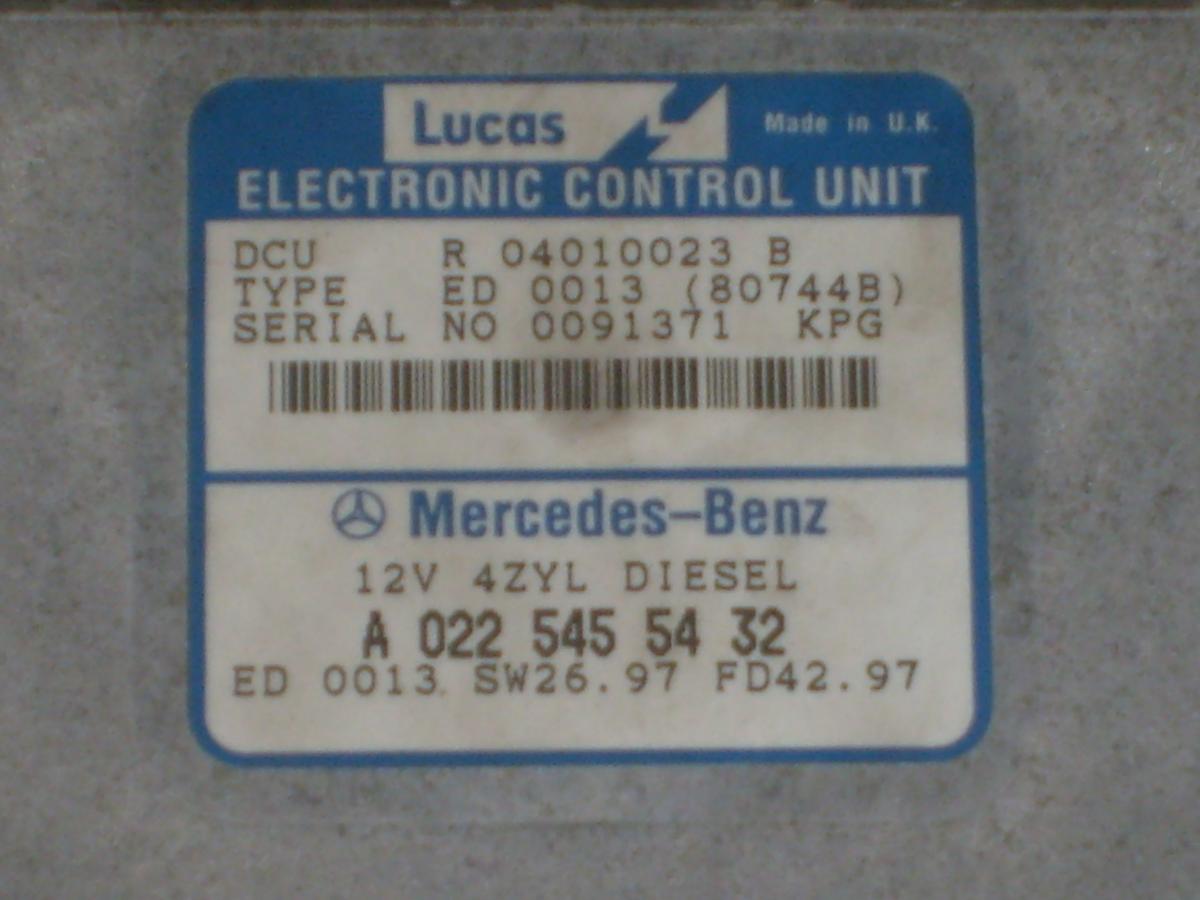 Lucas Made in U.K.
ELECTRONIC CONTROL UNIT
DCU R 04010023 B
TYPE ED 0013 (80744B)
SERIAL NO 0091371 KPG
Mercedes-Benz
12V 4ZYL DIESEL
A 022 545 54 32
ED 0013 SW26.97 FD42.97